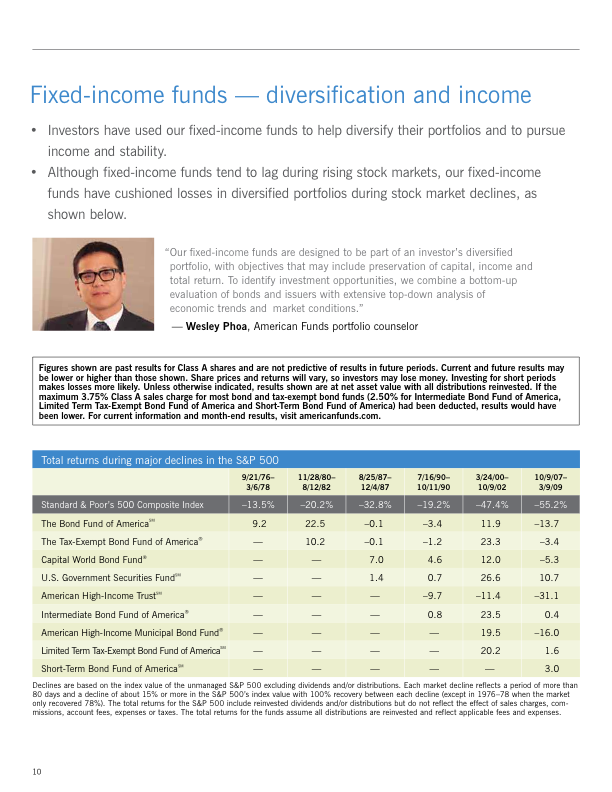 Fixed-income funds — diversification and income
• Investors have used our fixed-income funds to help diversify their portfolios and to pursue
income and stability.
• Although fixed-income funds tend to lag during rising stock markets, our fixed-income
funds have cushioned losses in diversified portfolios during stock market declines, as
shown below.
“Our fixed-income funds are designed to be part of an investor’s diversified
portfolio, with objectives that may include preservation of capital, income and
total return. To identify investment opportunities, we combine a bottom-up
evaluation of bonds and issuers with extensive top-down analysis of
economic trends and market conditions.”
— Wesley Phoa, American Funds portfolio counselor
Figures shown are past results for Class A shares and are not predictive of results in future periods. Current and future results may
be lower or higher than those shown. Share prices and returns will vary, so investors may lose money. Investing for short periods
makes losses more likely. Unless otherwise indicated, results shown are at net asset value with all distributions reinvested. If the
maximum 3.75% Class A sales charge for most bond and tax-exempt bond funds (2.50% for Intermediate Bond Fund of America,
Limited Term Tax-Exempt Bond Fund of America and Short-Term Bond Fund of America) had been deducted, results would have
been lower. For current information and month-end results, visit americanfunds.com.
Total returns during major declines in the S&P 500
9/21/76– 11/28/80– 8/25/87– 7/16/90– 3/24/00– 10/9/07–
3/6/78 8/12/82 12/4/87 10/11/90 10/9/02 3/9/09
Standard & Poor’s 500 Composite Index –13.5% –20.2% –32.8% –19.2% –47.4% –55.2%
The Bond Fund of America℠ 9.2 22.5 –0.1 –3.4 11.9 –13.7
The Tax-Exempt Bond Fund of America® — 10.2 –0.1 –1.2 23.3 –3.4
Capital World Bond Fund® — — 7.0 4.6 12.0 –5.3
U.S. Government Securities Fund℠ — — 1.4 0.7 26.6 10.7
American High-Income Trust℠ — — — –9.7 –11.4 –31.1
Intermediate Bond Fund of America® — — — 0.8 23.5 0.4
American High-Income Municipal Bond Fund® — — — — 19.5 –16.0
Limited Term Tax-Exempt Bond Fund of America℠ — — — — 20.2 1.6
Short-Term Bond Fund of America℠ — — — — — 3.0
Declines are based on the index value of the unmanaged S&P 500 excluding dividends and/or distributions. Each market decline reflects a period of more than
80 days and a decline of about 15% or more in the S&P 500’s index value with 100% recovery between each decline (except in 1976–78 when the market
only recovered 78%). The total returns for the S&P 500 include reinvested dividends and/or distributions but do not reflect the effect of sales charges, com-
missions, account fees, expenses or taxes. The total returns for the funds assume all distributions are reinvested and reflect applicable fees and expenses.
10